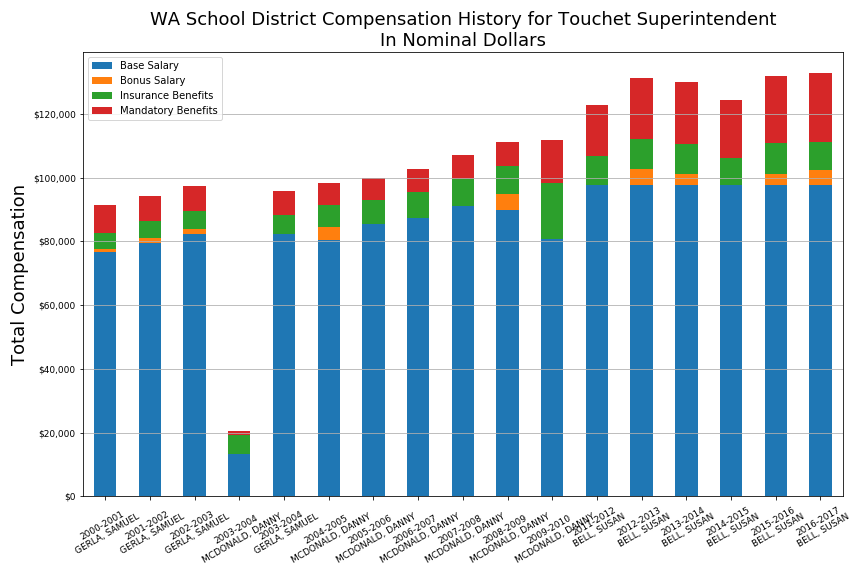 WA School District Compensation History for Touchet Superintendent
In Nominal Dollars
Base Salary
Bonus Salary
Insurance Benefits
Mandatory Benefits
Total Compensation
$120,000
$100,000
$80,000
$60,000
$40,000
$20,000
$0
2000-2001
GERLA, SAMUEL
2001-2002
GERLA, SAMUEL
2002-2003
GERLA, SAMUEL
2003-2004
MCDONALD, DANNY
2003-2004
GERLA, SAMUEL
2004-2005
MCDONALD, DANNY
2005-2006
MCDONALD, DANNY
2006-2007
MCDONALD, DANNY
2007-2008
MCDONALD, DANNY
2008-2009
MCDONALD, DANNY
2009-2010
MCDONALD, DANNY
2011-2012
BELL, SUSAN
2012-2013
BELL, SUSAN
2013-2014
BELL, SUSAN
2014-2015
BELL, SUSAN
2015-2016
BELL, SUSAN
2016-2017
BELL, SUSAN